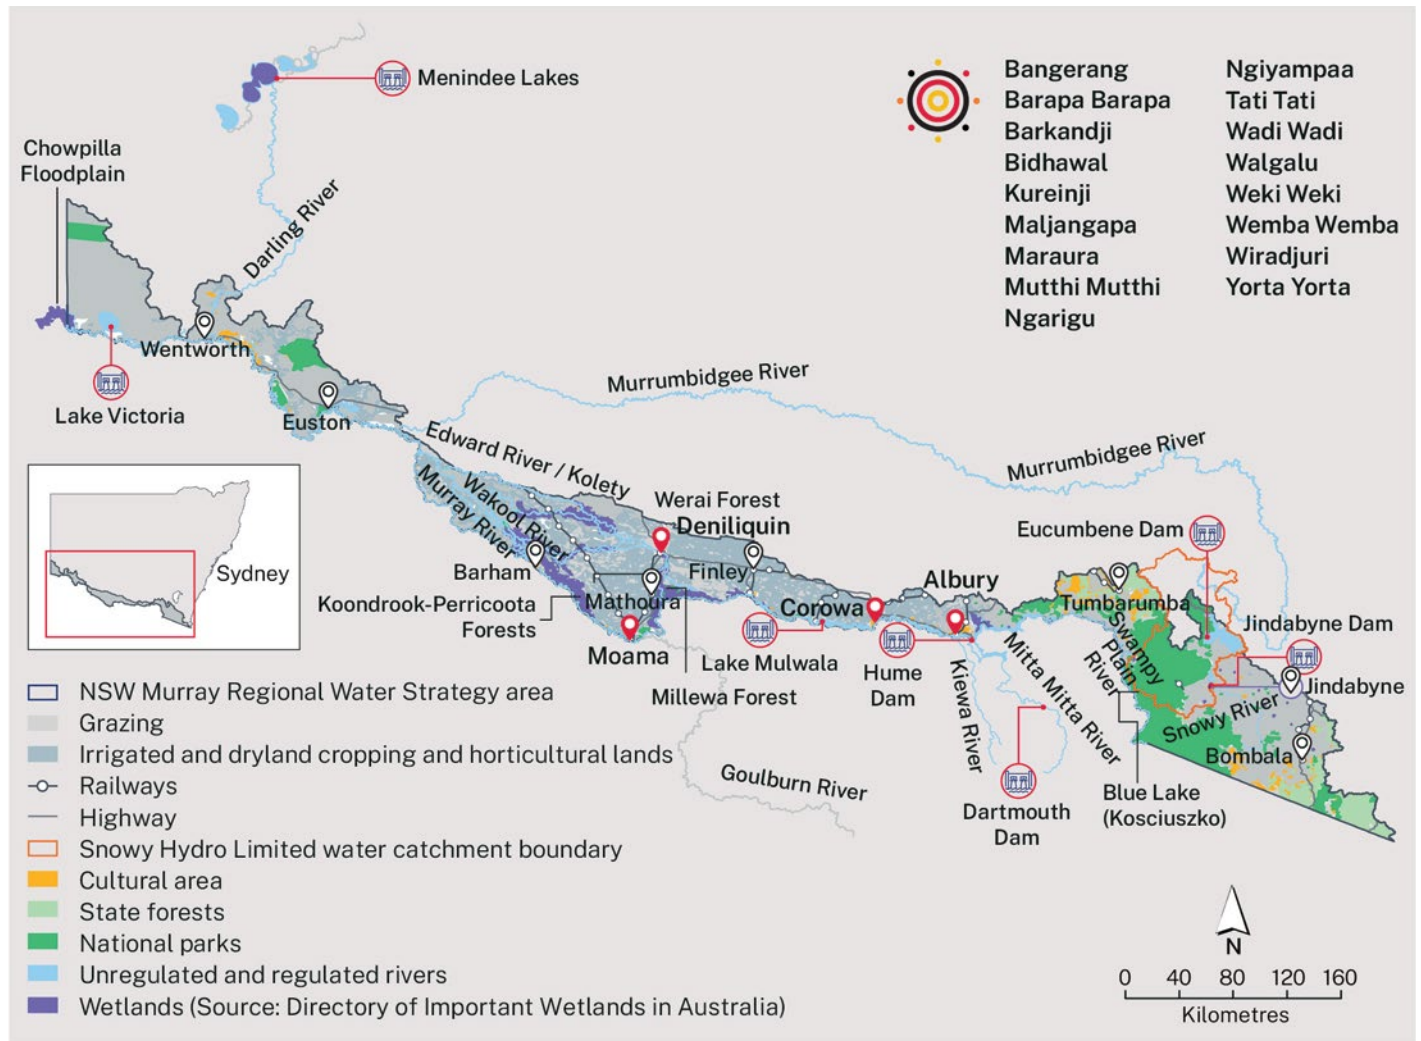 Menindee Lakes
Chowpilla
Floodplain
Darling River
Wentworth
Lake Victoria
Euston
Bangerang
Barapa Barapa
Barkandji
Bidhawal
Kureinji
Maljangapa
Maraura
Mutthi Mutthi
Ngarigu
Ngiyampaa
Tati Tati
Wadi Wadi
Walgalu
Weki Weki
Wemba Wemba
Wiradjuri
Yorta Yorta
Murrumbidgee River
Murrumbidgee River
Edward River / Kolety
Wakool River
Murray River
Werai Forest
Deniliquin
Barham
Finley
Mathoura
Koondrook-Perricoota
Forests
Moama
Millewa Forest
Lake Mulwala
Corowa
Albury
Hume
Dam
Kiewa River
Mitta Mitta River
Dartmouth
Dam
Goulburn River
Eucumbene Dam
Tumbarumba
Swampy
Plain
River
Jindabyne Dam
Jindabyne
Snowy River
Bombala
Blue Lake
(Kosciuszko)
Sydney
NSW Murray Regional Water Strategy area
Grazing
Irrigated and dryland cropping and horticultural lands
Railways
Highway
Snowy Hydro Limited water catchment boundary
Cultural area
State forests
National parks
Unregulated and regulated rivers
Wetlands (Source: Directory of Important Wetlands in Australia)
N
0 40 80 120 160
Kilometres